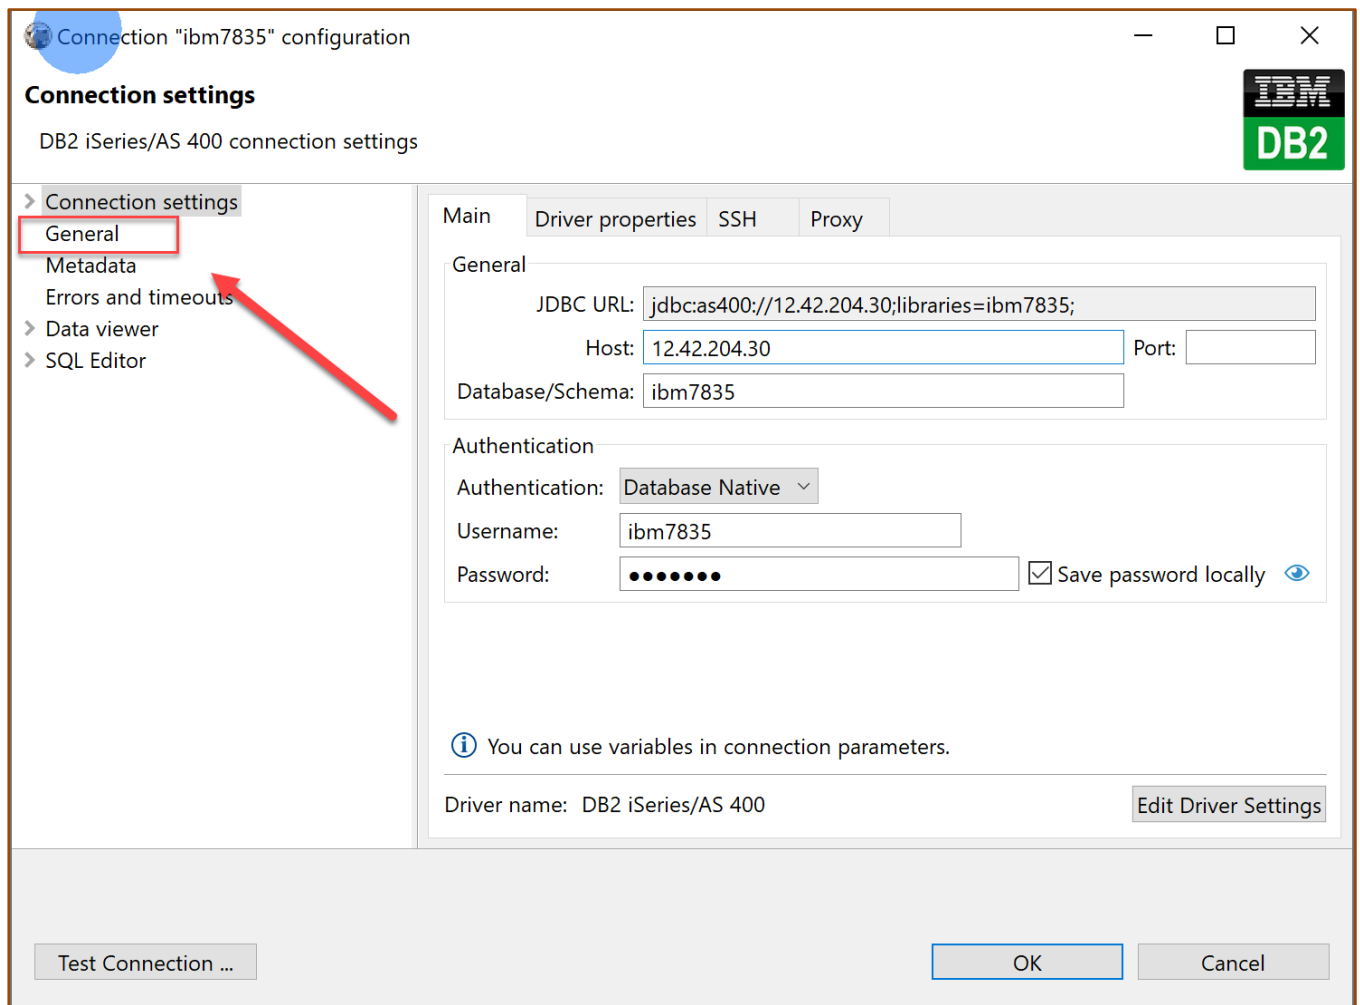 Connection "ibm7835" configuration
Connection settings
DB2 iSeries/AS 400 connection settings
IBM
DB2
Connection settings
General
Metadata
Errors and timeouts
Data viewer
SQL Editor
Main
Driver properties
SSH
Proxy
General
JDBC URL: jdbc:as400://12.42.204.30;libraries=ibm7835;
Host: 12.42.204.30 Port:
Database/Schema: ibm7835
Authentication
Authentication: Database Native
Username: ibm7835
Password: ●●●●●●● Save password locally
You can use variables in connection parameters.
Driver name: DB2 iSeries/AS 400 Edit Driver Settings
Test Connection ... OK Cancel